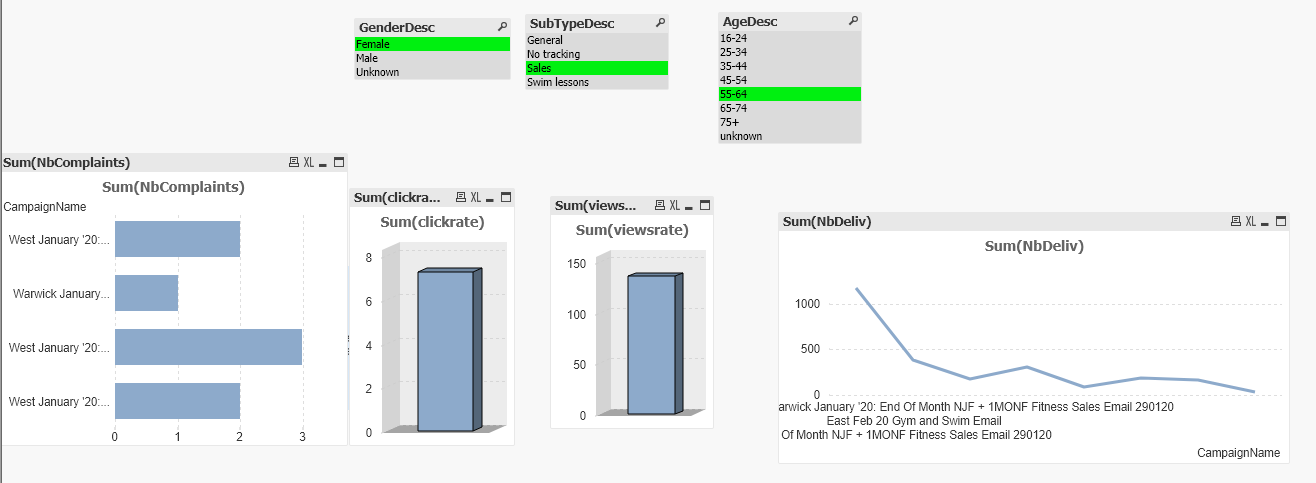 GenderDesc
Female
Male
Unknown
SubTypeDesc
General
No tracking
Sales
Swim lessons
AgeDesc
16-24
25-34
35-44
45-54
55-64
65-74
75+
unknown
Sum(NbComplaints)
XL
Sum(NbComplaints)
CampaignName
West January '20:...
Warwick January...
West January '20:...
West January '20:...
0 1 2 3
Sum(clickra...
XL
Sum(clickrate)
8
6
4
2
0
Sum(views...
XL
Sum(viewsrate)
150
100
50
0
Sum(NbDeliv)
XL
Sum(NbDeliv)
1000
500
0
arwick January '20: End Of Month NJF + 1MONF Fitness Sales Email 290120
East Feb 20 Gym and Swim Email
Of Month NJF + 1MONF Fitness Sales Email 290120
CampaignName